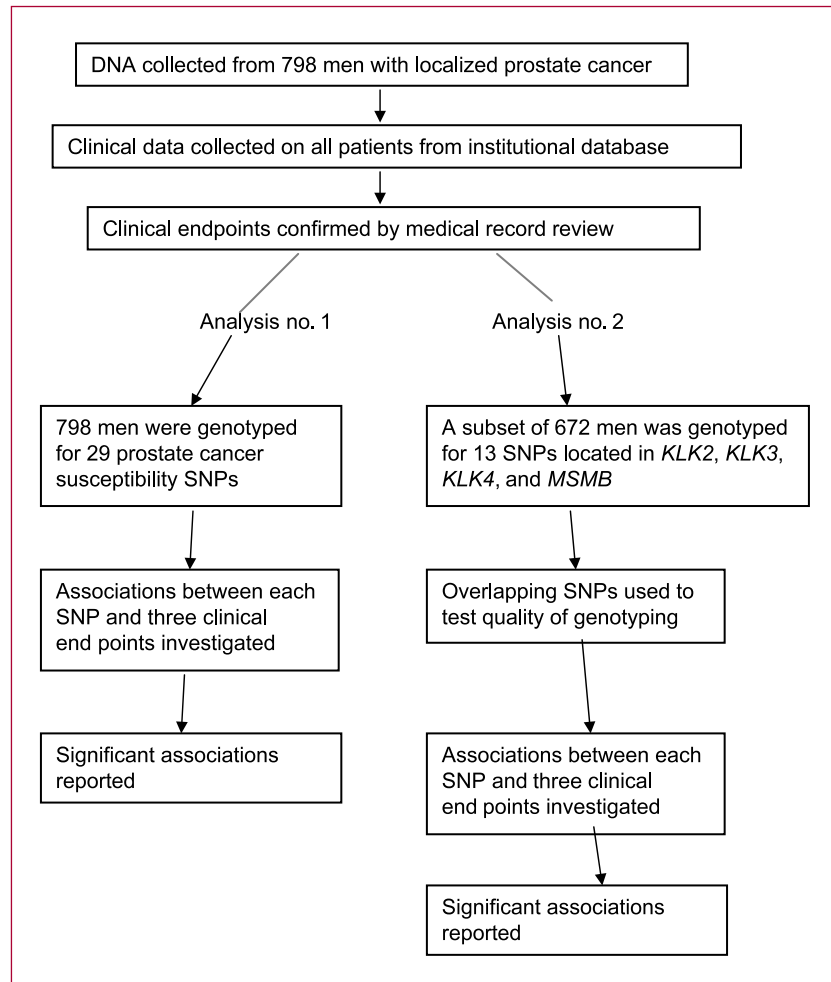 DNA collected from 798 men with localized prostate cancer
Clinical data collected on all patients from institutional database
Clinical endpoints confirmed by medical record review
Analysis no. 1
Analysis no. 2
798 men were genotyped
for 29 prostate cancer
susceptibility SNPs
A subset of 672 men was genotyped
for 13 SNPs located in KLK2, KLK3,
KLK4, and MSMB
Associations between each
SNP and three clinical
end points investigated
Overlapping SNPs used to
test quality of genotyping
Significant associations
reported
Associations between each
SNP and three clinical
end points investigated
Significant associations
reported